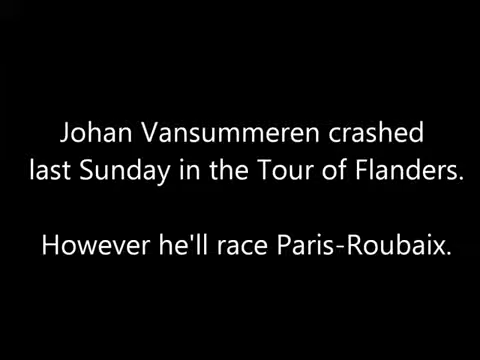 Johan Vansummeren crashed
last Sunday in the Tour of Flanders.
However he'll race Paris-Roubaix.